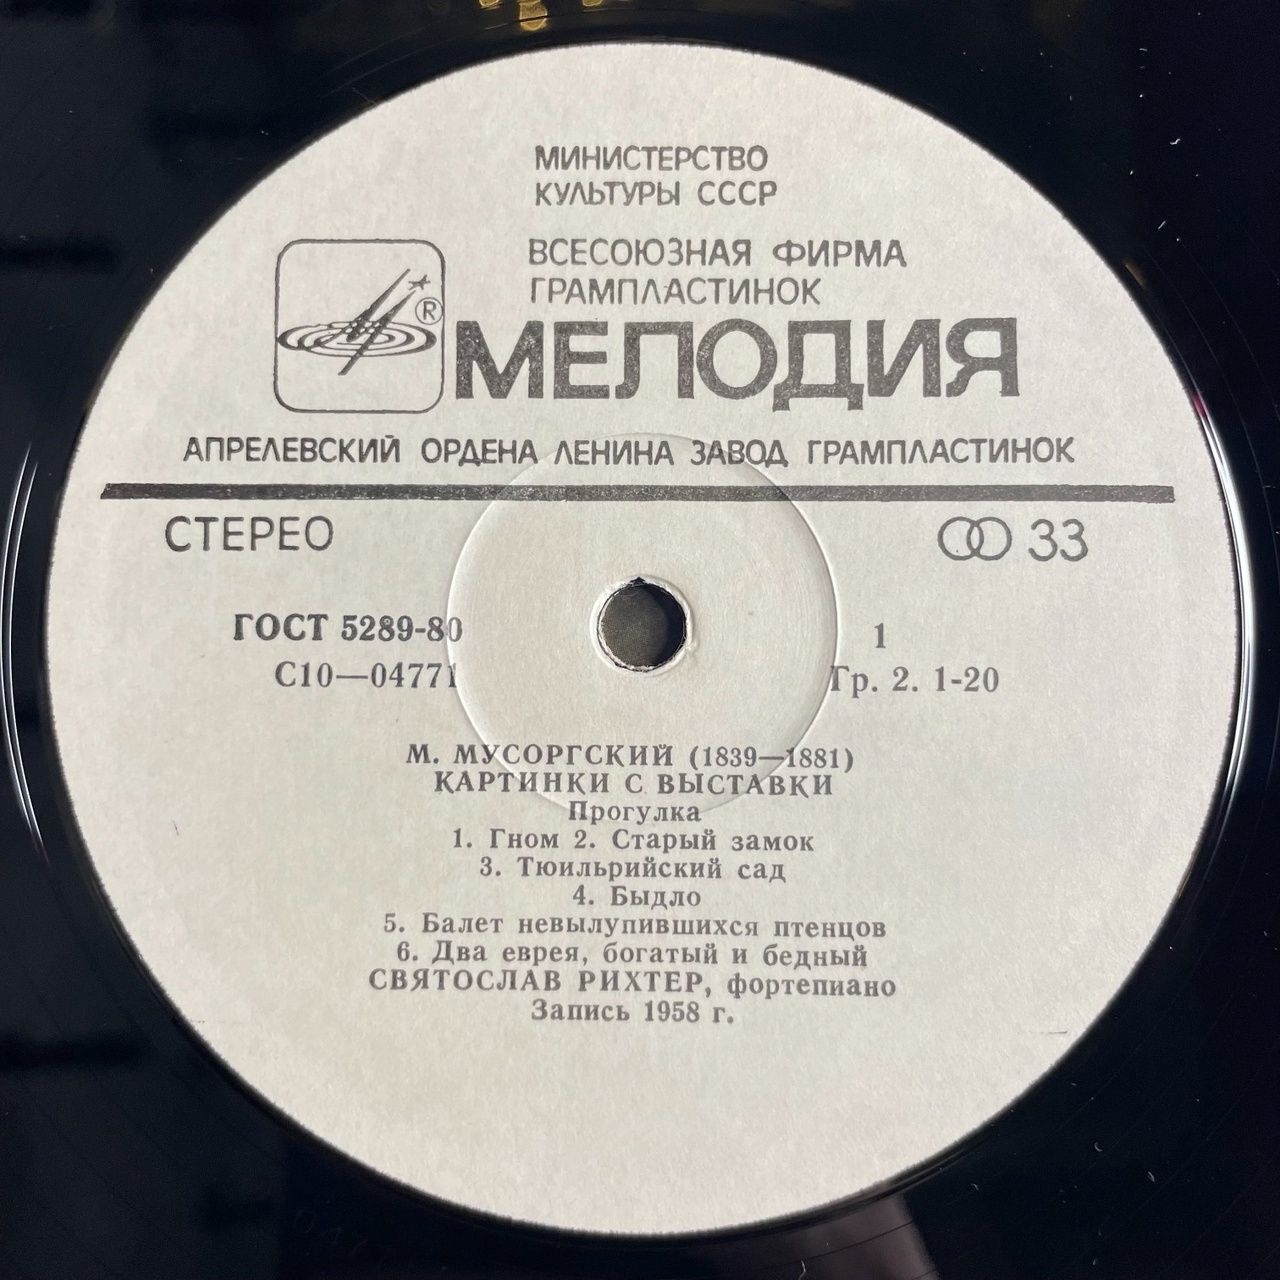 МИНИСТЕРСТВО
КУЛЬТУРЫ СССР
ВСЕСОЮЗНАЯ ФИРМА
ГРАМПЛАСТИНОК
®
МЕЛОДИЯ
АПРЕЛЕВСКИЙ ОРДЕНА ЛЕНИНА ЗАВОД ГРАМПЛАСТИНОК
СТЕРЕО 33
ГОСТ 5289-80 1
С10—04771 Гр. 2. 1-20
М. МУСОРГСКИЙ (1839—1881)
КАРТИНКИ С ВЫСТАВКИ
Прогулка
1. Гном 2. Старый замок
3. Тюильрийский сад
4. Быдло
5. Балет невылупившихся птенцов
6. Два еврея, богатый и бедный
СВЯТОСЛАВ РИХТЕР, фортепиано
Запись 1958 г.